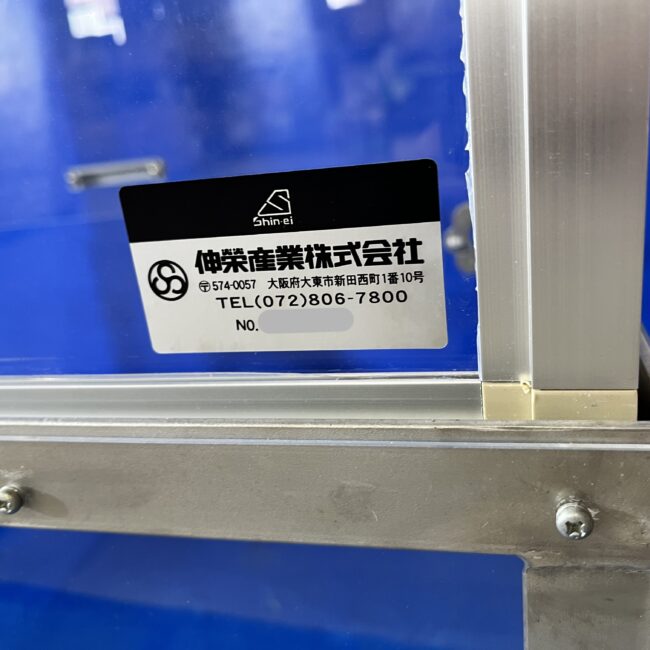 Shin-ei
伸栄産業株式会社
〒574-0057 大阪府大東市新田西町1番10号
TEL(072)806-7800
NO.